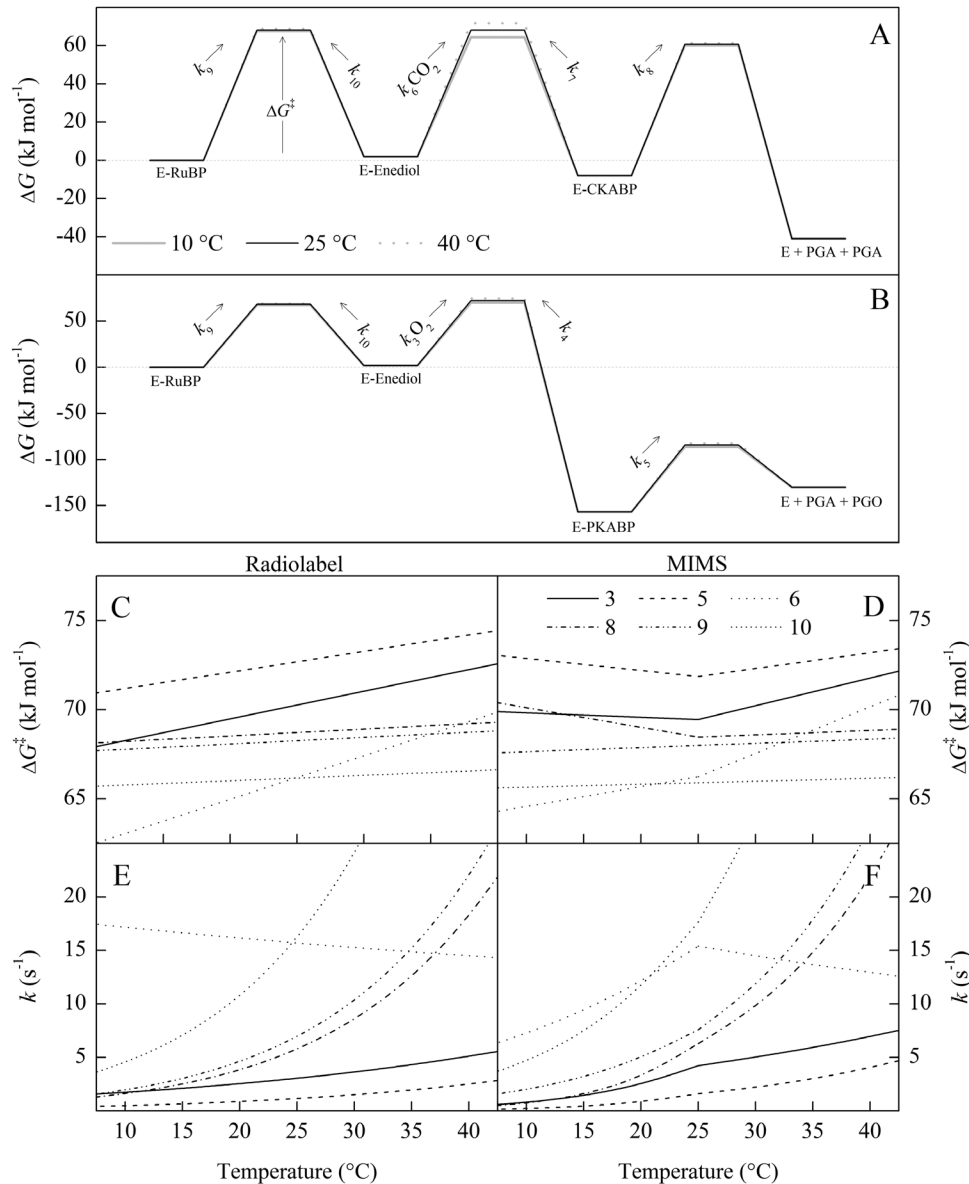 A
ΔG (kJ mol⁻¹)
60
40
20
0
-20
-40
k₉
k₁₀
ΔG‡
k₆CO₂
k₇
k₈
E-RuBP
E-Enediol
E-CKABP
E + PGA + PGA
10 °C
25 °C
40 °C
B
ΔG (kJ mol⁻¹)
50
0
-50
-100
-150
k₉
k₁₀
k₃O₂
k₄
k₅
E-RuBP
E-Enediol
E-PKABP
E + PGA + PGO
Radiolabel
MIMS
C
ΔG‡ (kJ mol⁻¹)
75
70
65
D
3
5
6
8
9
10
75
70
65
ΔG‡ (kJ mol⁻¹)
E
k (s⁻¹)
20
15
10
5
10
15
20
25
30
35
40
Temperature (°C)
F
20
15
10
5
k (s⁻¹)
10
15
20
25
30
35
40
Temperature (°C)